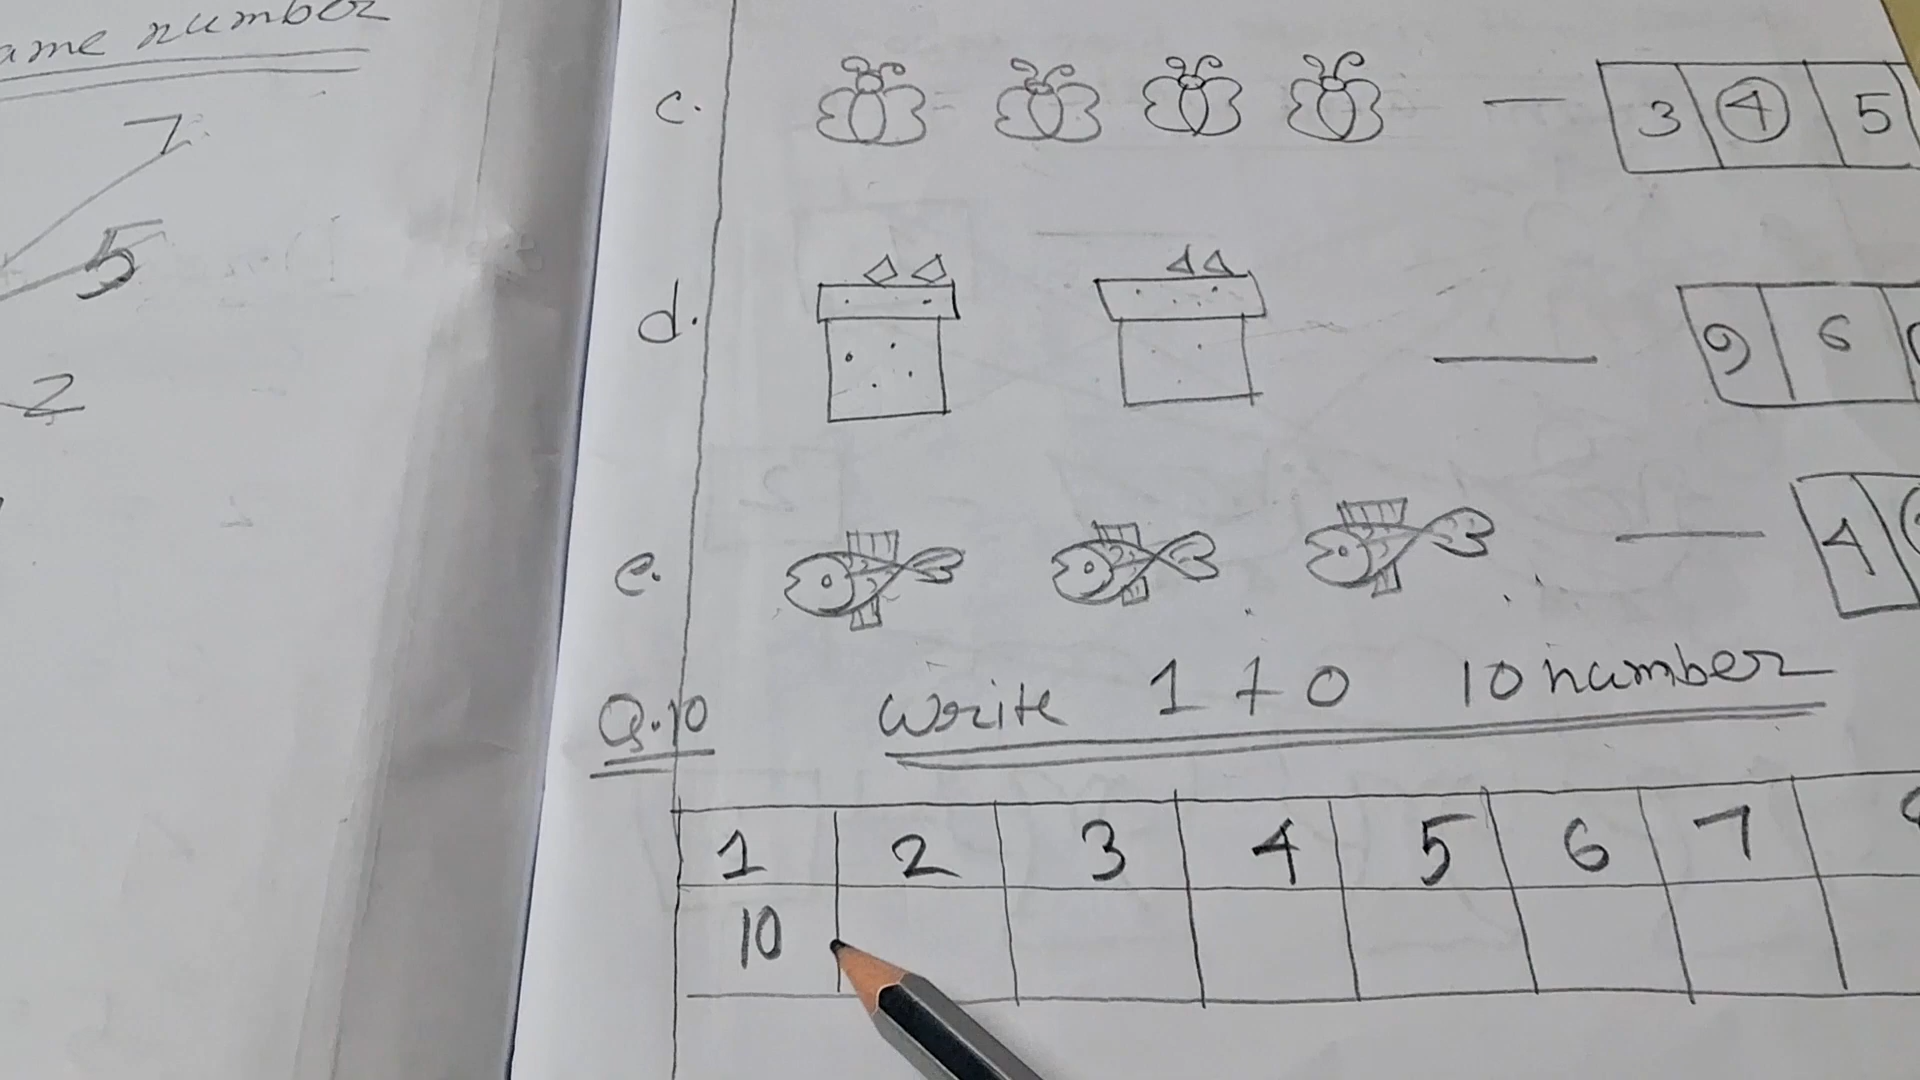 ame number
7
5
2
c. — 3 4 5
d. — 9 6
e. — 4
Q.10 write 1 to 10 number
1 2 3 4 5 6 7
10